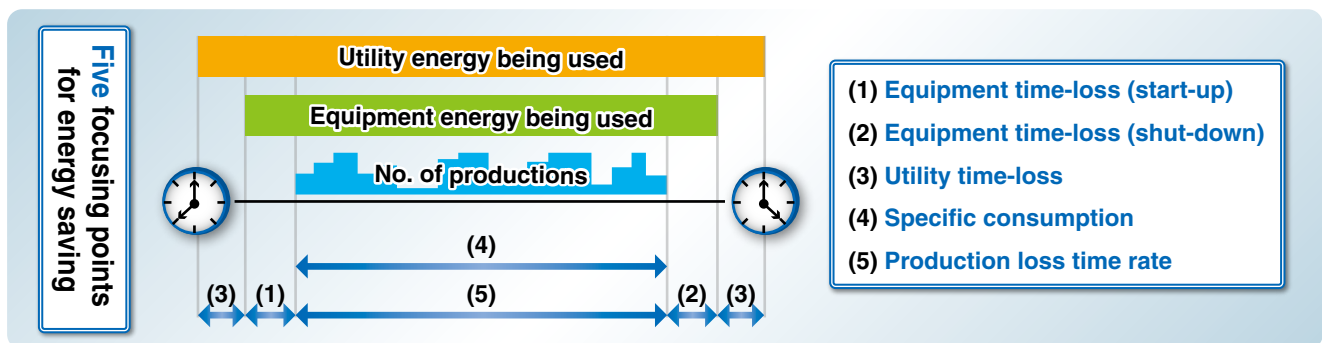 Five focusing points
for energy saving
Utility energy being used
Equipment energy being used
No. of productions
(4)
(3) (1) (5) (2) (3)
(1) Equipment time-loss (start-up)
(2) Equipment time-loss (shut-down)
(3) Utility time-loss
(4) Specific consumption
(5) Production loss time rate